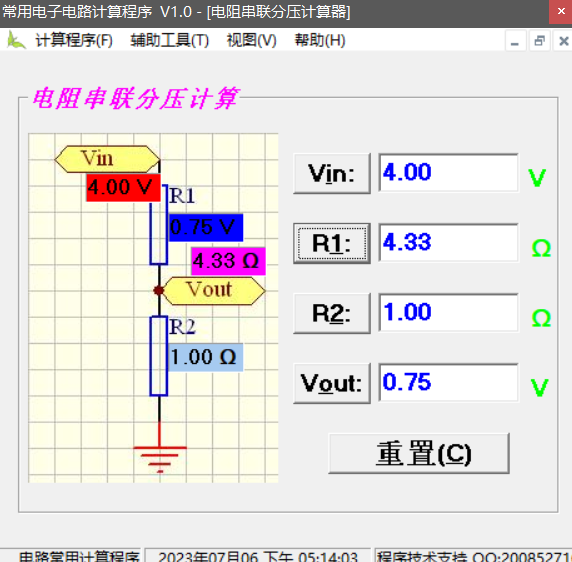 常用电子电路计算程序 V1.0 - [电阻串联分压计算器]
计算程序(F) 辅助工具(T) 视图(V) 帮助(H)
电阻串联分压计算
Vin
4.00 V
R1
0.75 V
4.33 Ω
Vout
R2
1.00 Ω
Vin: 4.00 V
R1: 4.33 Ω
R2: 1.00 Ω
Vout: 0.75 V
重置(C)
电路常用计算程序 2023年07月06 下午 05:14:03 程序技术支持 QQ:20085271